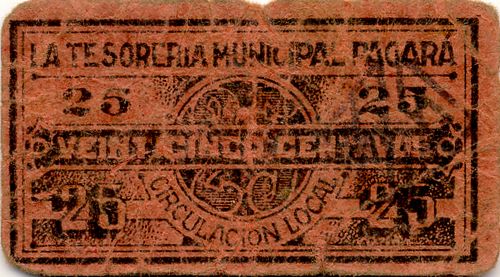 LA TESORERIA MUNICIPAL PAGARÁ
25 25
VEINTICINCO CENTAVOS
25 25
CIRCULACION LOCAL